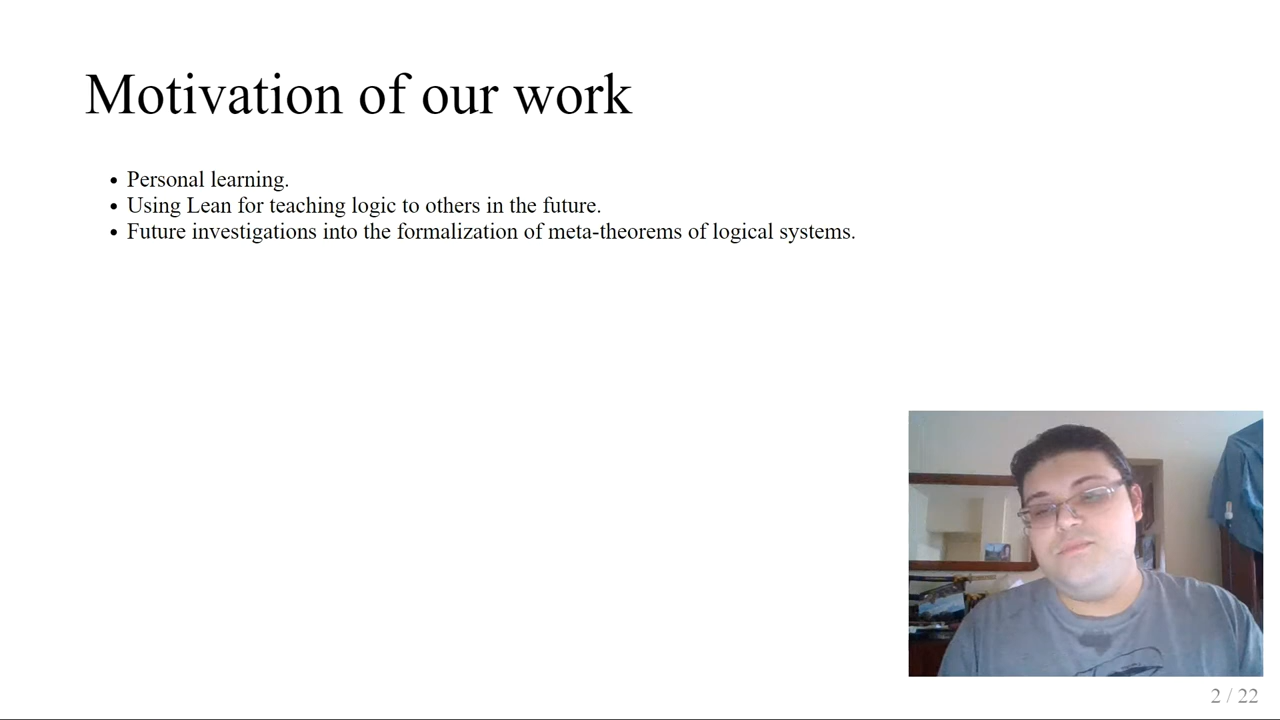 Motivation of our work
• Personal learning.
• Using Lean for teaching logic to others in the future.
• Future investigations into the formalization of meta-theorems of logical systems.
2 / 22